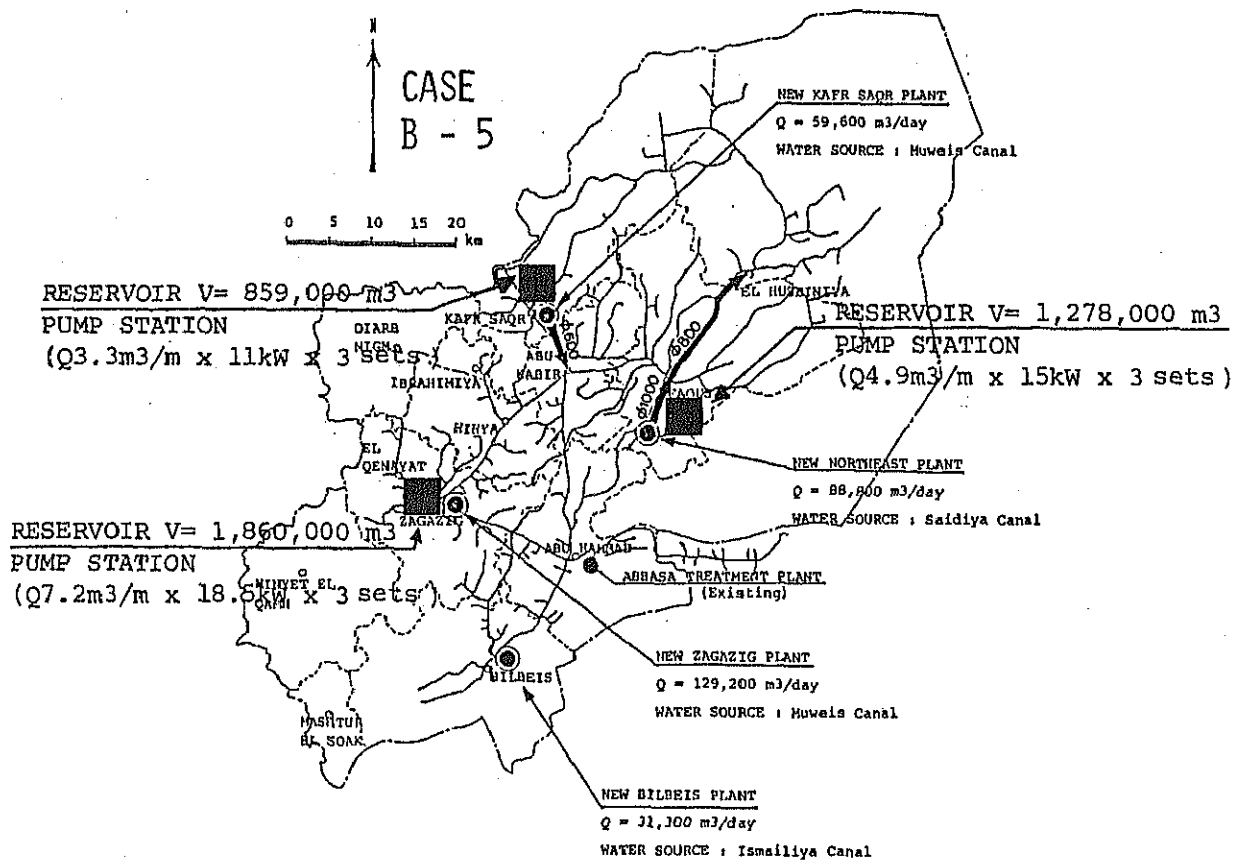 N
CASE
B - 5
0 5 10 15 20
km
NEW KAFR SAQR PLANT
Q = 59,600 m3/day
WATER SOURCE : Muweis Canal
RESERVOIR V= 859,000 m3
PUMP STATION
(Q3.3m3/m x 11kW x 3 sets
KAFR SAQR
DIARB
NIGM
ABU
KABIR
IBRAHIMIYA
HIHYA
EL
QENAYAT
ZAGAZIG
φ600
φ800
φ1000
EL HUSEINIYA
RESERVOIR V= 1,278,000 m3
PUMP STATION
(Q4.9m3/m x 15kW x 3 sets)
NEW NORTHEAST PLANT
Q = 88,800 m3/day
WATER SOURCE : Saidiya Canal
RESERVOIR V= 1,860,000 m3
PUMP STATION
(Q7.2m3/m x 18.5kW x 3 sets)
MINYET EL
QAMH
ABU HAMMAD
ABBASA TREATMENT PLANT
(Existing)
NEW ZAGAZIG PLANT
Q = 129,200 m3/day
WATER SOURCE : Muweis Canal
BILBEIS
MASHTUR
EL SOAK
NEW BILBEIS PLANT
Q = 31,300 m3/day
WATER SOURCE : Ismailiya Canal